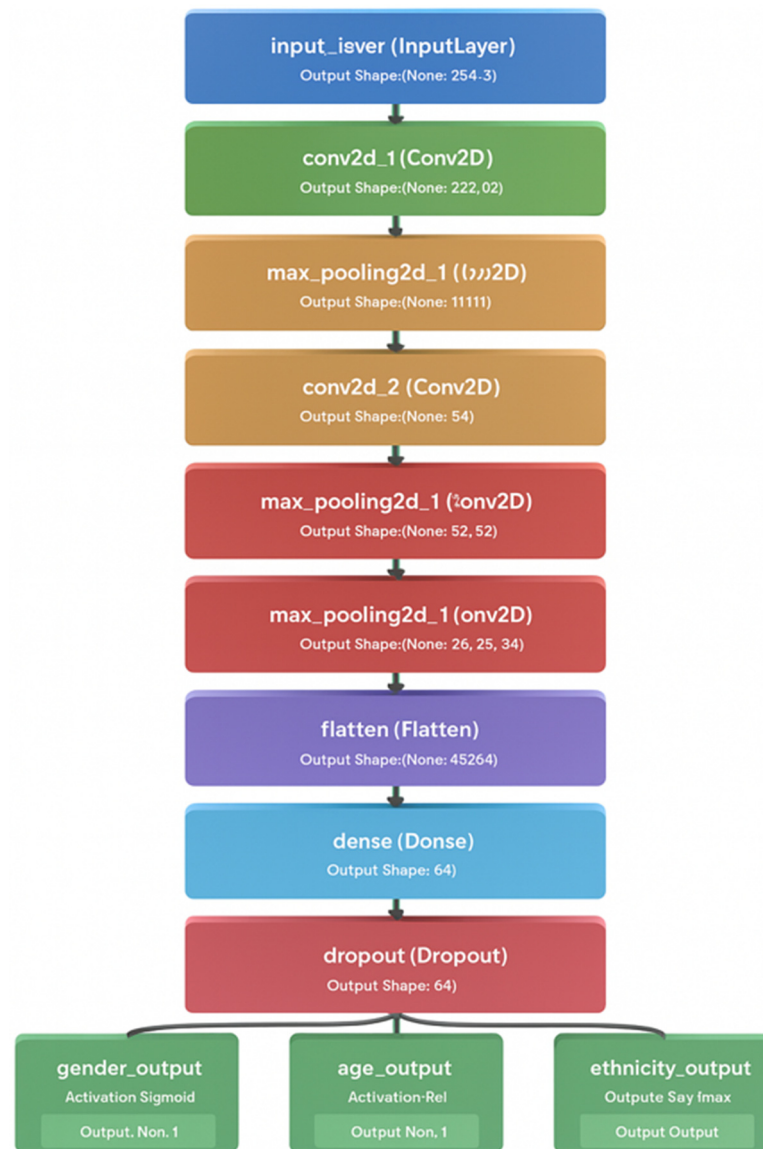 input_isver (InputLayer)
Output Shape:(None: 254-3)
conv2d_1 (Conv2D)
Output Shape:(None: 222,02)
max_pooling2d_1 2D)
Output Shape:(None: 11111)
conv2d_2 (Conv2D)
Output Shape:(None: 54)
max_pooling2d_1 onv2D)
Output Shape:(None: 52, 52)
max_pooling2d_1 (onv2D)
Output Shape:(None: 26, 25, 34)
flatten (Flatten)
Output Shape:(None: 45264)
dense (Donse)
Output Shape: 64)
dropout (Dropout)
Output Shape: 64)
gender_output
Activation Sigmoid
Output. Non. 1
age_output
Activation-Rel
Output Non. 1
ethnicity_output
Outpute Say fmax
Output Output